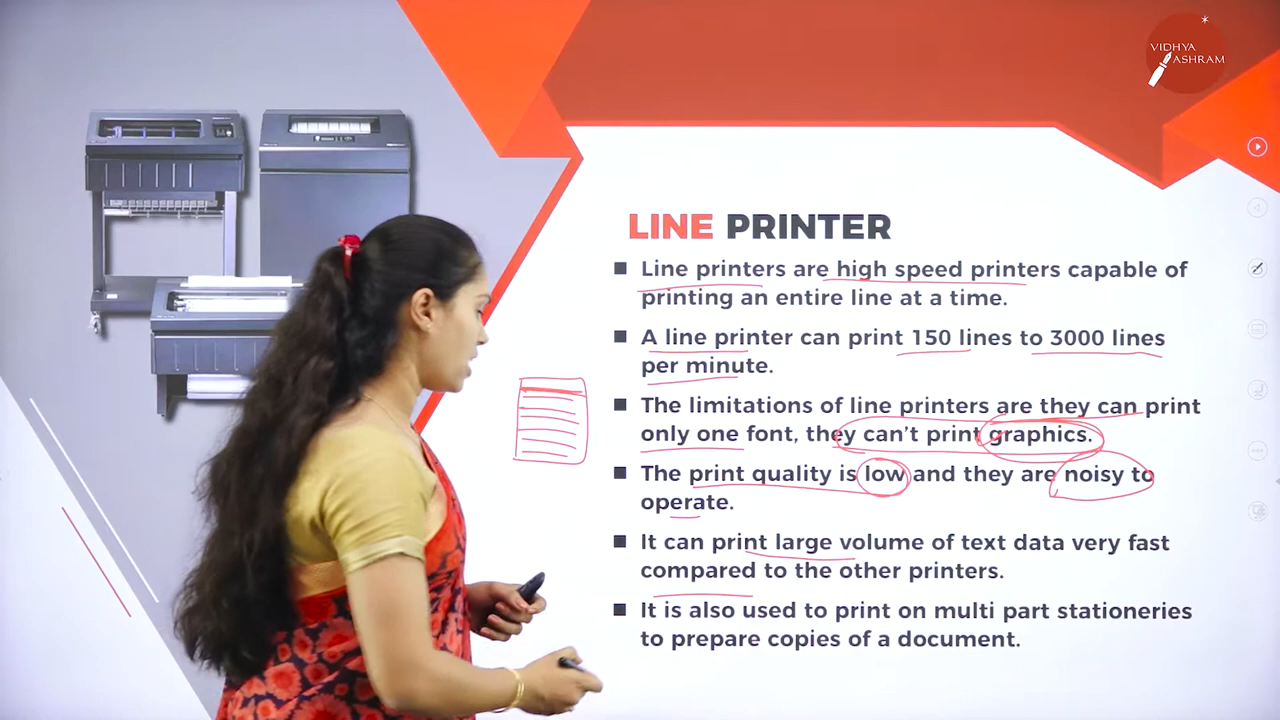 VIDHYA
ASHRAM
LINE PRINTER
■ Line printers are high speed printers capable of
printing an entire line at a time.
■ A line printer can print 150 lines to 3000 lines
per minute.
■ The limitations of line printers are they can print
only one font, they can't print graphics.
■ The print quality is low and they are noisy to
operate.
■ It can print large volume of text data very fast
compared to the other printers.
■ It is also used to print on multi part stationeries
to prepare copies of a document.